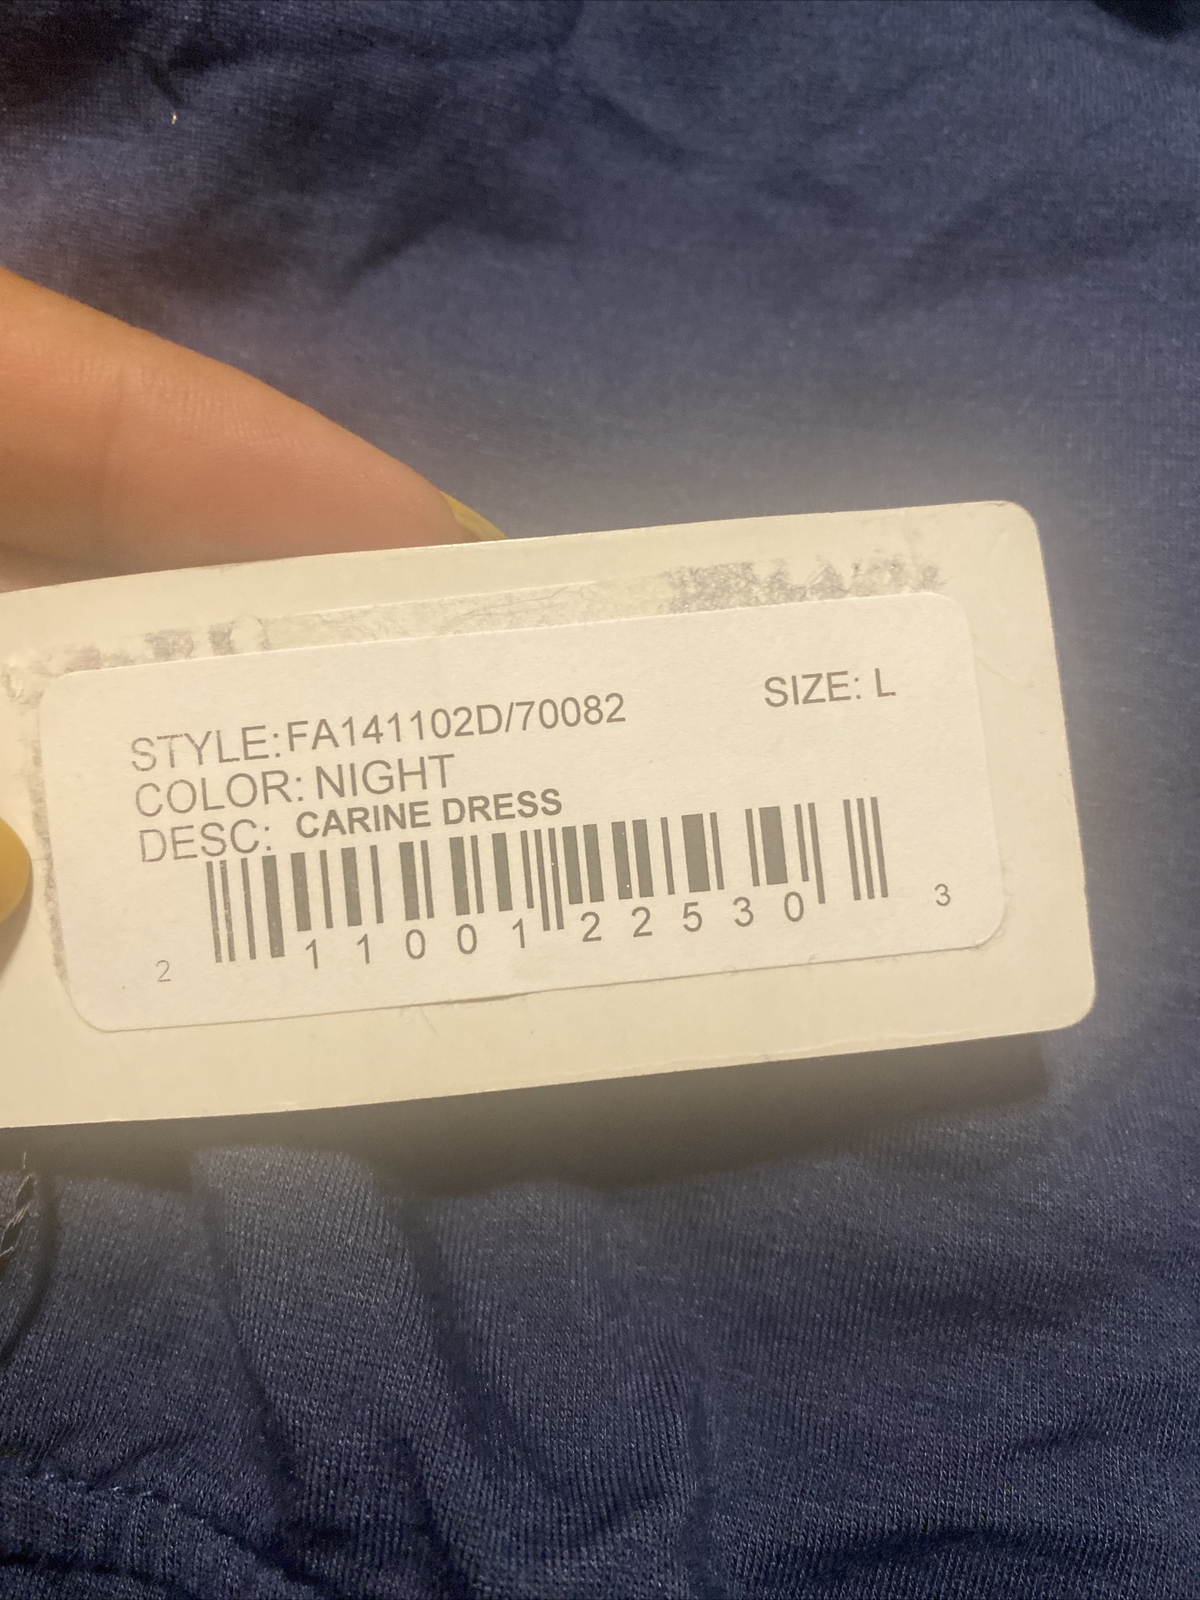 STYLE:FA141102D/70082 SIZE: L
COLOR: NIGHT
DESC: CARINE DRESS
2 11001 22530 3